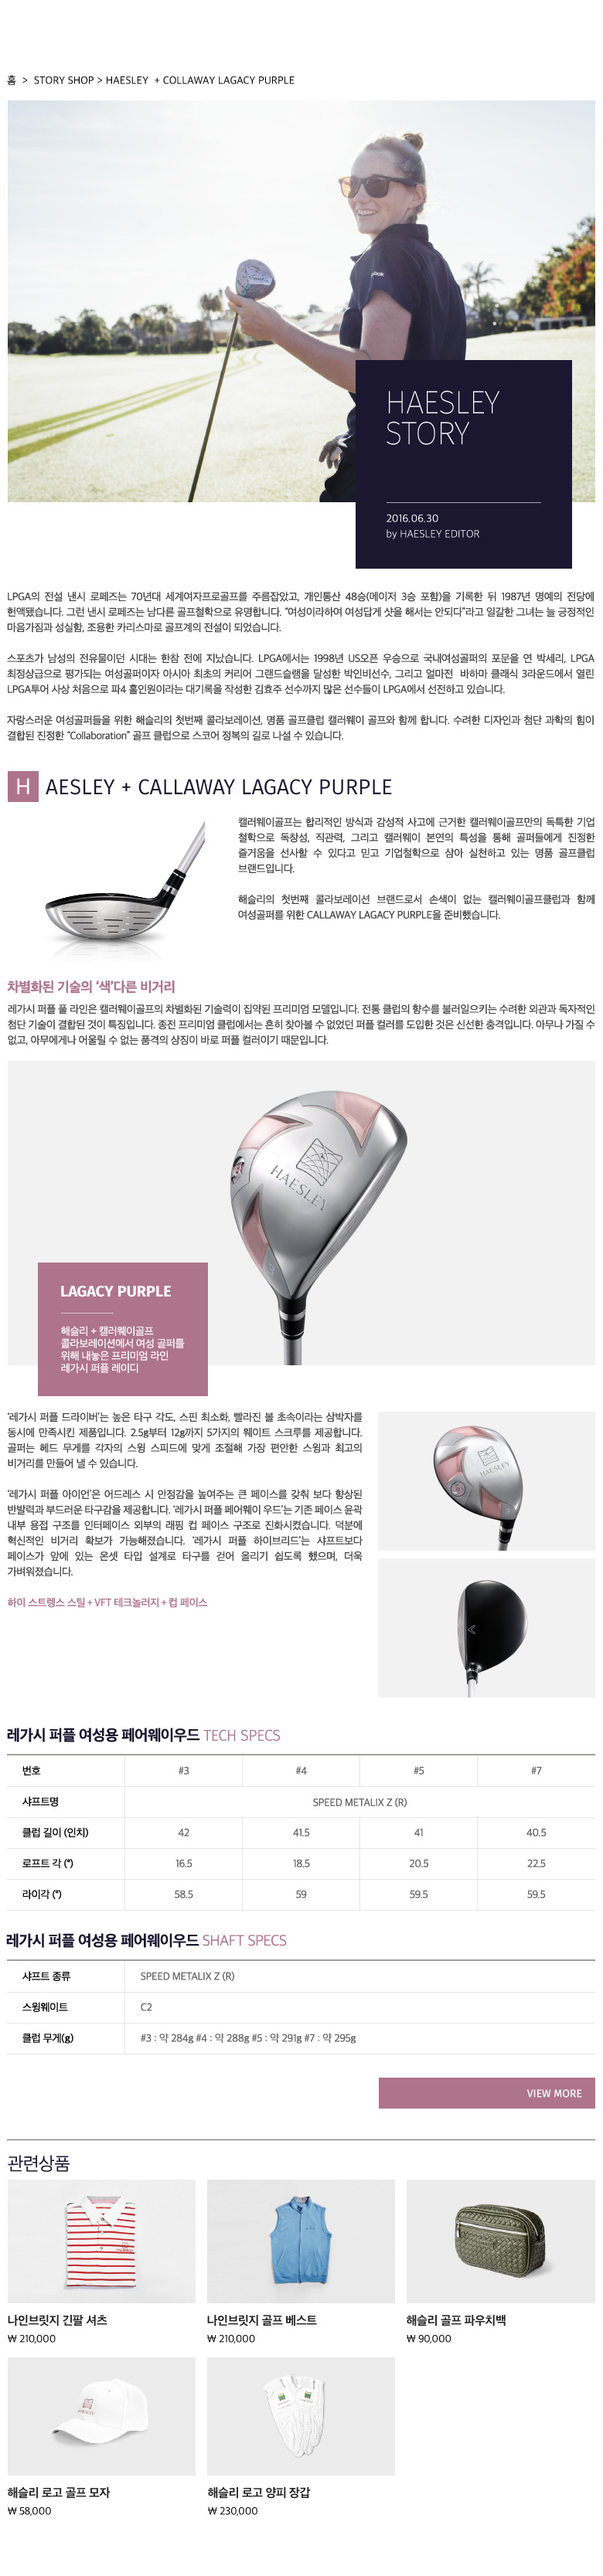 홈 > STORY SHOP > HAESLEY + COLLAWAY LAGACY PURPLE
HAESLEY
STORY
2016.06.30
by HAESLEY EDITOR
LPGA의 전설 낸시 로페즈는 70년대 세계여자프로골프를 주름잡았고, 개인통산 48승(메이저 3승 포함)을 기록한 뒤 1987년 명예의 전당에
헌액됐습니다. 그런 낸시 로페즈는 남다른 골프철학으로 유명합니다. “여성이라하여 여성답게 샷을 해서는 안되다”라고 일갈한 그녀는 늘 긍정적인
마음가짐과 성실함, 조용한 카리스마로 골프계의 전설이 되었습니다.
스포츠가 남성의 전유물이던 시대는 한참 전에 지났습니다. LPGA에서는 1998년 US오픈 우승으로 국내여성골퍼의 포문을 연 박세리, LPGA
최정상급으로 평가되는 여성골퍼이자 아시아 최초의 커리어 그랜드슬램을 달성한 박인비선수, 그리고 얼마전 바하마 클래식 3라운드에서 열린
LPGA투어 사상 처음으로 파4 홀인원이라는 대기록을 작성한 김효주 선수까지 많은 선수들이 LPGA에서 선전하고 있습니다.
자랑스러운 여성골퍼들을 위한 해슬리의 첫번째 콜라보레이션, 명품 골프클럽 캘러웨이 골프와 함께 합니다. 수려한 디자인과 첨단 과학의 힘이
결합된 진정한 “Collaboration” 골프 클럽으로 스코어 정복의 길로 나설 수 있습니다.
H AESLEY + CALLAWAY LAGACY PURPLE
캘러웨이골프는 합리적인 방식과 감성적 사고에 근거한 캘러웨이골프만의 독특한 기업
철학으로 독창성, 직관력, 그리고 캘러웨이 본연의 특성을 통해 골퍼들에게 진정한
즐거움을 선사할 수 있다고 믿고 기업철학으로 삼아 실천하고 있는 명품 골프클럽
브랜드입니다.
해슬리의 첫번째 콜라보레이션 브랜드로서 손색이 없는 캘러웨이골프클럽과 함께
여성골퍼를 위한 CALLAWAY LAGACY PURPLE을 준비했습니다.
차별화된 기술의 ‘색’다른 비거리
레가시 퍼플 풀 라인은 캘러웨이골프의 차별화된 기술력이 집약된 프리미엄 모델입니다. 전통 클럽의 향수를 불러일으키는 수려한 외관과 독자적인
첨단 기술이 결합된 것이 특징입니다. 종전 프리미엄 클럽에서는 흔히 찾아볼 수 없었던 퍼플 컬러를 도입한 것은 신선한 충격입니다. 아무나 가질 수
없고, 아무에게나 어울릴 수 없는 품격의 상징이 바로 퍼플 컬러이기 때문입니다.
HAESLEY
3
LAGACY PURPLE
해슬리 + 캘러웨이골프
콜라보레이션에서 여성 골퍼를
위해 내놓은 프리미엄 라인
레가시 퍼플 레이디
‘레가시 퍼플 드라이버’는 높은 타구 각도, 스핀 최소화, 빨라진 볼 초속이라는 삼박자를
동시에 만족시킨 제품입니다. 2.5g부터 12g까지 5가지의 웨이트 스크루를 제공합니다.
골퍼는 헤드 무게를 각자의 스윙 스피드에 맞게 조절해 가장 편안한 스윙과 최고의
비거리를 만들어 낼 수 있습니다.
‘레가시 퍼플 아이언’은 어드레스 시 안정감을 높여주는 큰 페이스를 갖춰 보다 향상된
반발력과 부드러운 타구감을 제공합니다. ‘레가시 퍼플 페어웨이 우드’는 기존 페이스 윤곽
내부 용접 구조를 인터페이스 외부의 래핑 컵 페이스 구조로 진화시켰습니다. 덕분에
혁신적인 비거리 확보가 가능해졌습니다. ‘레가시 퍼플 하이브리드’는 샤프트보다
페이스가 앞에 있는 온셋 타입 설계로 타구를 걷어 올리기 쉽도록 했으며, 더욱
가벼워졌습니다.
하이 스트렝스 스틸 + VFT 테크놀러지 + 컵 페이스
HAESLEY
레가시 퍼플 여성용 페어웨이우드 TECH SPECS
번호 #3 #4 #5 #7
샤프트명 SPEED METALIX Z (R)
클럽 길이 (인치) 42 41.5 41 40.5
로프트 각 (°) 16.5 18.5 20.5 22.5
라이각 (°) 58.5 59 59.5 59.5
레가시 퍼플 여성용 페어웨이우드 SHAFT SPECS
샤프트 종류 SPEED METALIX Z (R)
스윙웨이트 C2
클럽 무게(g) #3 : 약 284g #4 : 약 288g #5 : 약 291g #7 : 약 295g
VIEW MORE
관련상품
나인브릿지 긴팔 셔츠 나인브릿지 골프 베스트 해슬리 골프 파우치백
₩ 210,000 ₩ 210,000 ₩ 90,000
HAESLEY
해슬리 로고 골프 모자 해슬리 로고 양피 장갑
₩ 58,000 ₩ 230,000